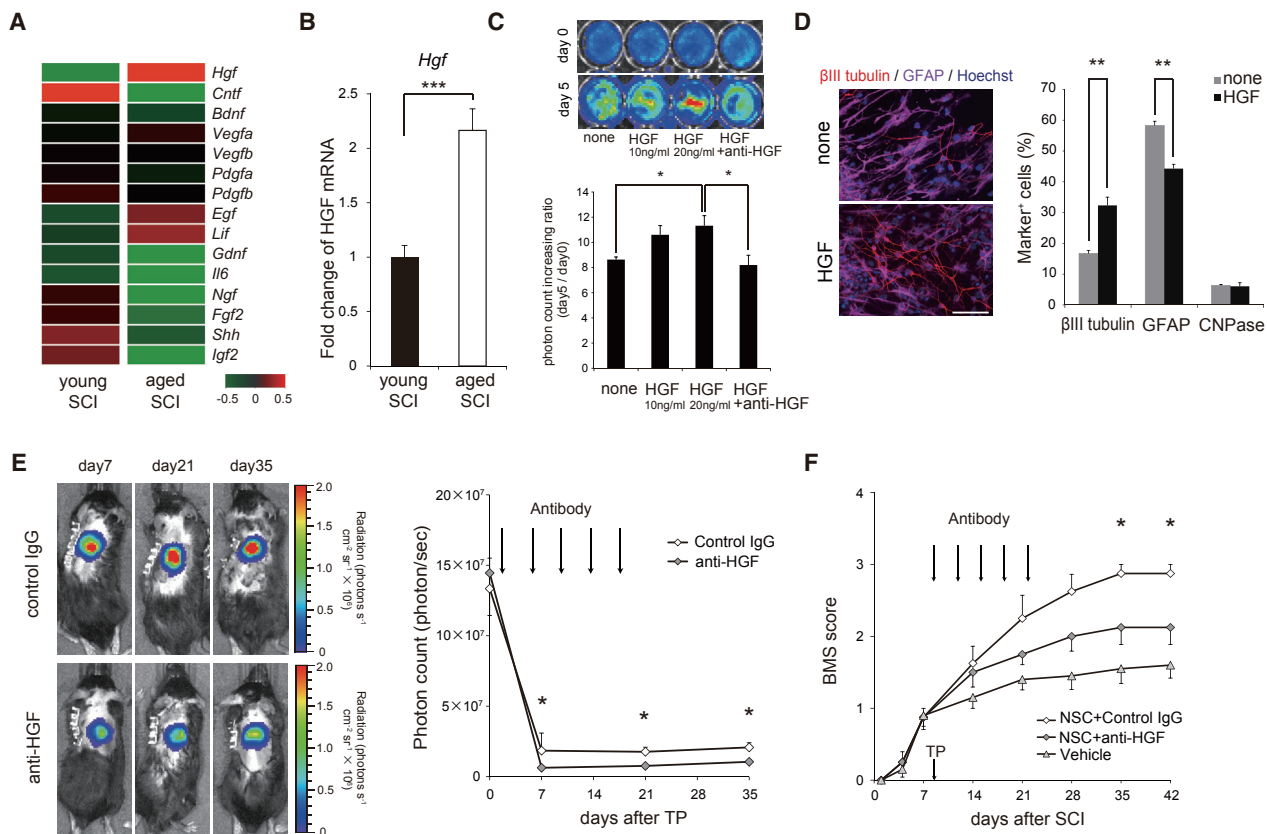 A
Hgf
Cntf
Bdnf
Vegfa
Vegfb
Pdgfa
Pdgfb
Egf
Lif
Gdnf
Il6
Ngf
Fgf2
Shh
Igf2
young
SCI
aged
SCI
-0.5 0 0.5
B
Hgf
***
Fold change of HGF mRNA
2.5
2
1.5
1
0.5
0
young
SCI
aged
SCI
C
day 0
day 5
none
HGF
10ng/ml
HGF
20ng/ml
HGF
+anti-HGF
photon count increasing ratio
(day5 / day0)
14
12
10
8
6
4
2
0
*
*
none
HGF
10ng/ml
HGF
20ng/ml
HGF
+anti-HGF
D
βIII tubulin / GFAP / Hoechst
none
HGF
Marker+ cells (%)
70
60
50
40
30
20
10
0
**
**
none
HGF
βIII tubulin
GFAP
CNPase
E
day7
day21
day35
control IgG
anti-HGF
2.0
1.5
1.0
0.5
0
Radiation (photons s-1
cm-2 sr-1 × 10⁶)
2.0
1.5
1.0
0.5
0
Radiation (photons s-1
cm-2 sr-1 × 10⁶)
Photon count (photon/sec)
20×10⁷
15×10⁷
10×10⁷
5×10⁷
0
Antibody
Control IgG
anti-HGF
*
*
*
0 7 14 21 28 35
days after TP
F
BMS score
4
3
2
1
0
Antibody
*
*
TP
NSC+Control IgG
NSC+anti-HGF
Vehicle
0 7 14 21 28 35 42
days after SCI